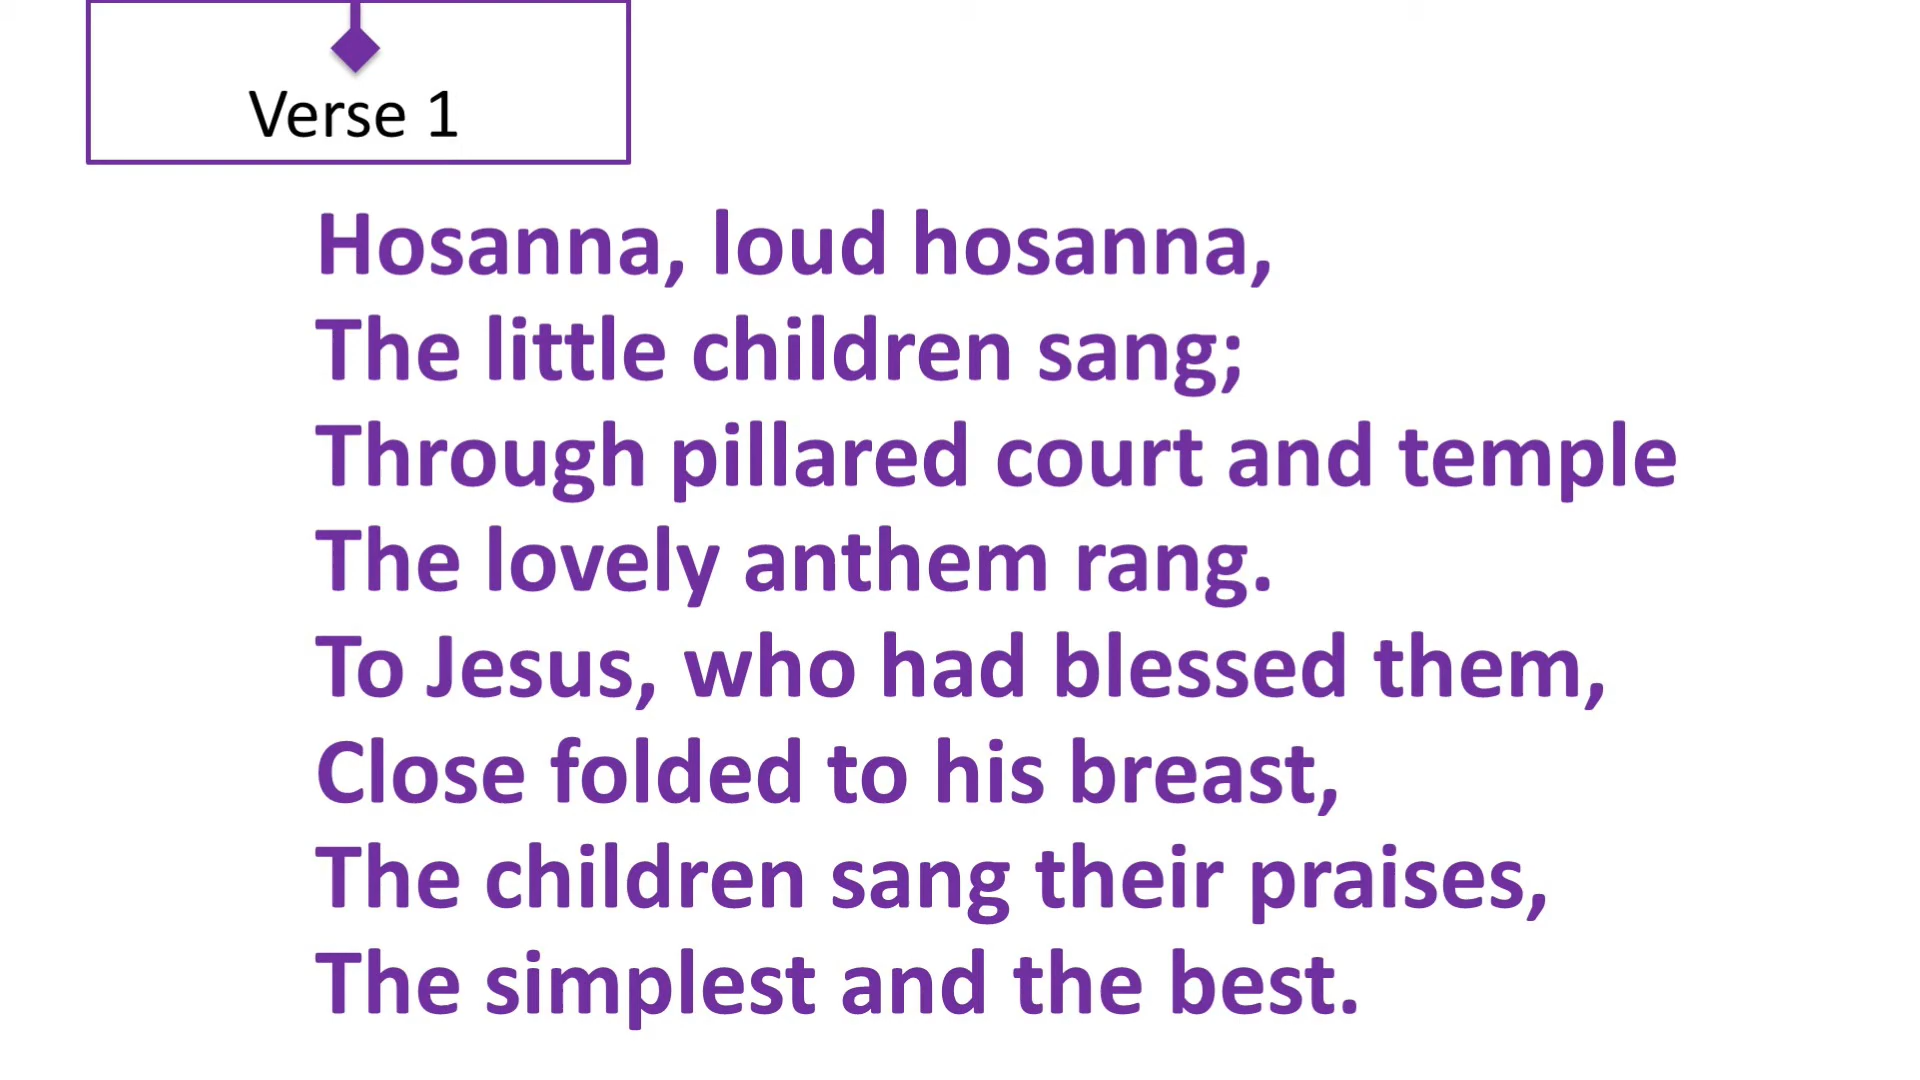 Verse 1
Hosanna, loud hosanna,
The little children sang;
Through pillared court and temple
The lovely anthem rang.
To Jesus, who had blessed them,
Close folded to his breast,
The children sang their praises,
The simplest and the best.